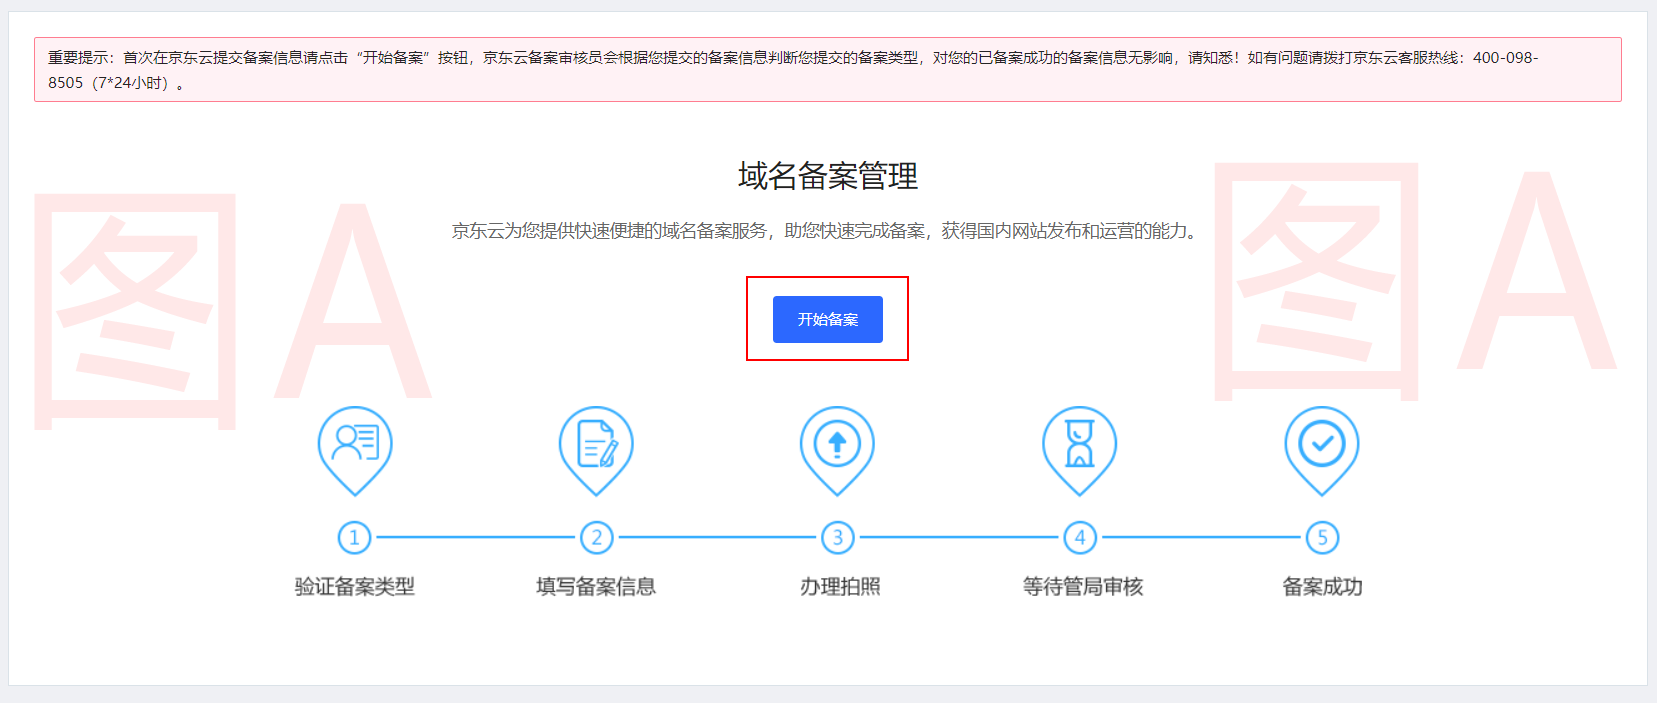 重要提示：首次在京东云提交备案信息请点击“开始备案”按钮，京东云备案审核员会根据您提交的备案信息判断您提交的备案类型，对您的已备案成功的备案信息无影响，请知悉！如有问题请拨打京东云客服热线：400-098-
8505（7*24小时）。
域名备案管理
图A
图A
京东云为您提供快速便捷的域名备案服务，助您快速完成备案，获得国内网站发布和运营的能力。
开始备案
1 2 3 4 5
验证备案类型 填写备案信息 办理拍照 等待管局审核 备案成功